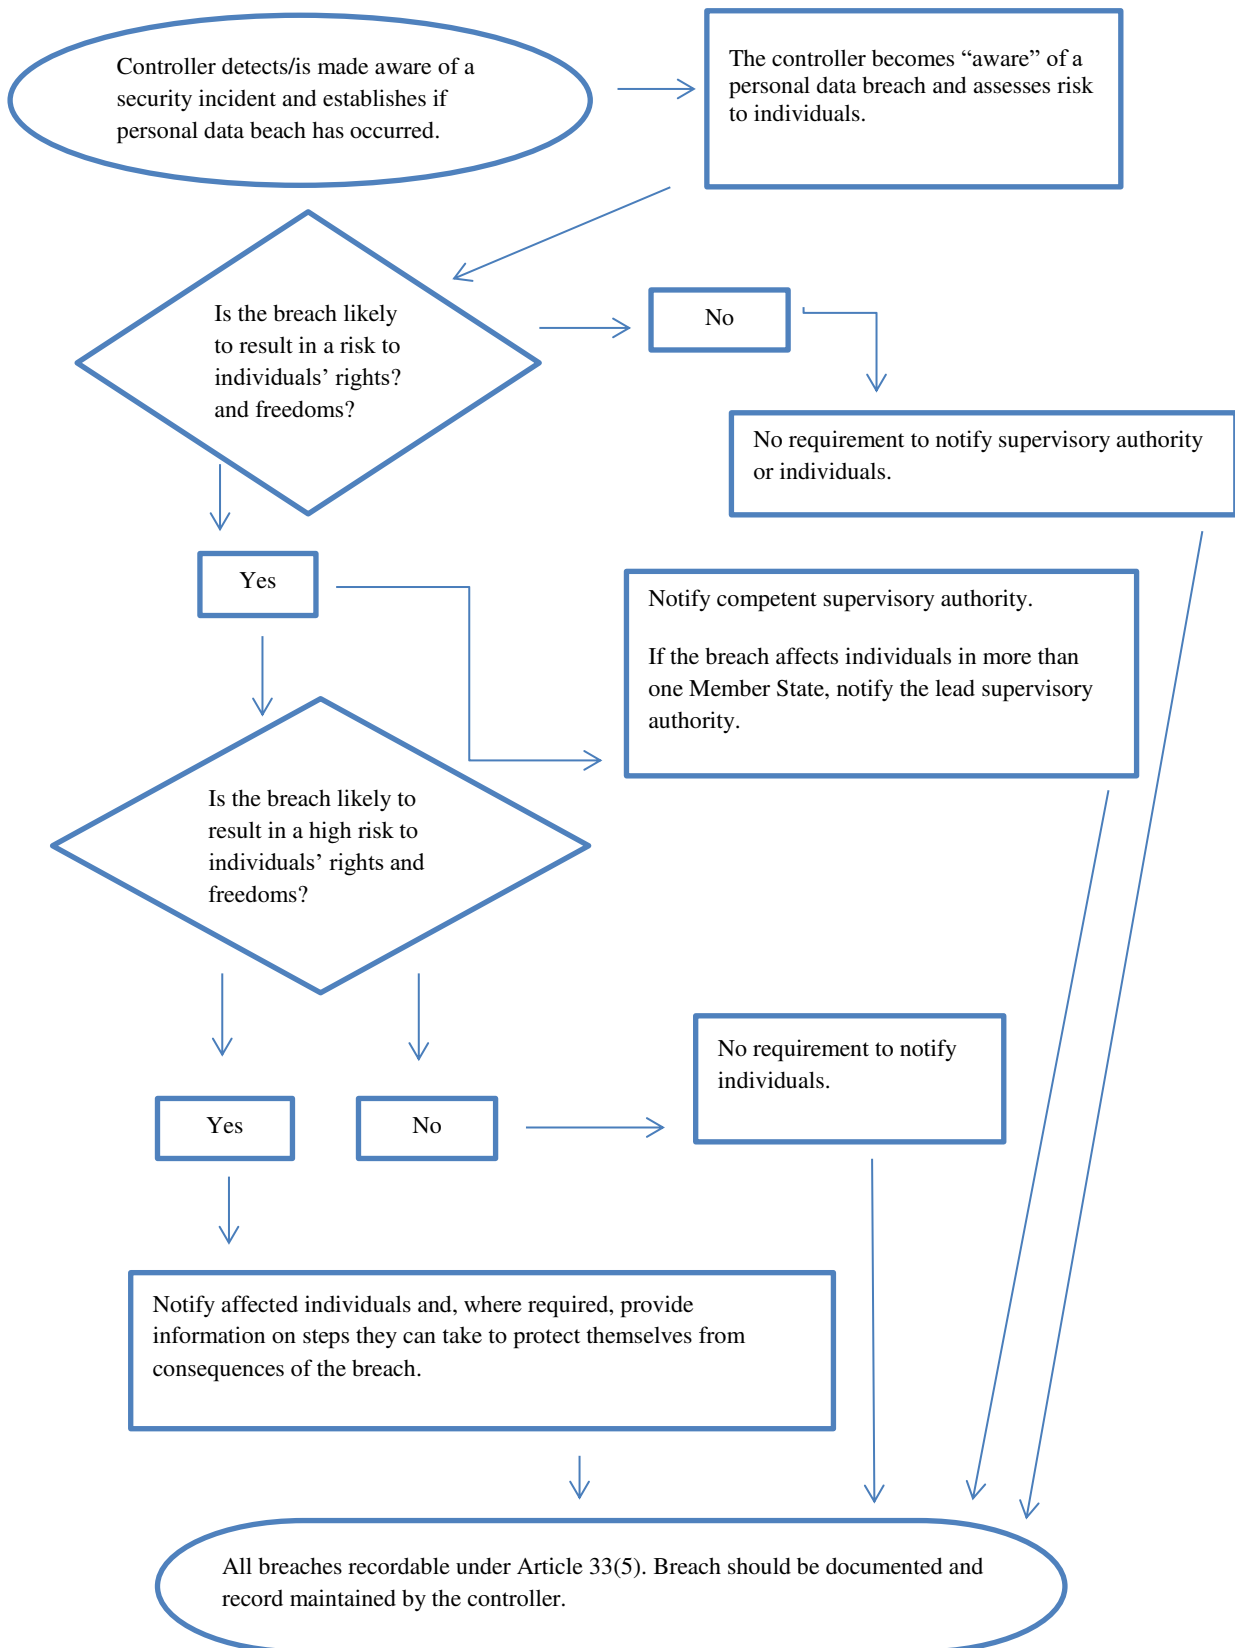 Controller detects/is made aware of a
security incident and establishes if
personal data beach has occurred.
The controller becomes “aware” of a
personal data breach and assesses risk
to individuals.
Is the breach likely
to result in a risk to
individuals’ rights?
and freedoms?
No
No requirement to notify supervisory authority
or individuals.
Yes
Notify competent supervisory authority.
If the breach affects individuals in more than
one Member State, notify the lead supervisory
authority.
Is the breach likely to
result in a high risk to
individuals’ rights and
freedoms?
No requirement to notify
individuals.
Yes
No
Notify affected individuals and, where required, provide
information on steps they can take to protect themselves from
consequences of the breach.
All breaches recordable under Article 33(5). Breach should be documented and
record maintained by the controller.